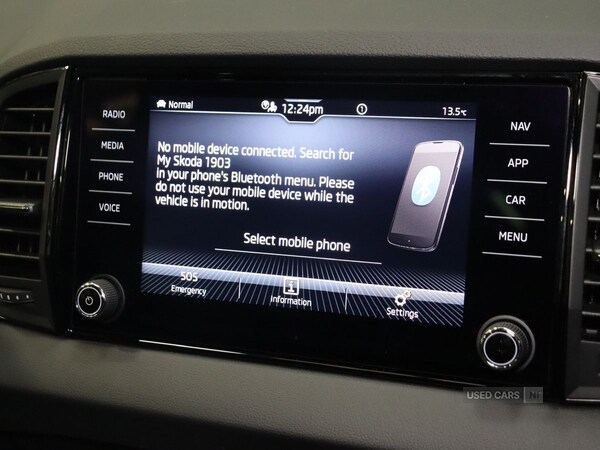 RADIO
MEDIA
PHONE
VOICE
Normal
12:24pm
1
13.5°C
No mobile device connected. Search for
My Skoda 1903
in your phone's Bluetooth menu. Please
do not use your mobile device while the
vehicle is in motion.
Select mobile phone
SOS
Emergency
i
Information
Settings
NAV
APP
CAR
MENU
USED CARS NI